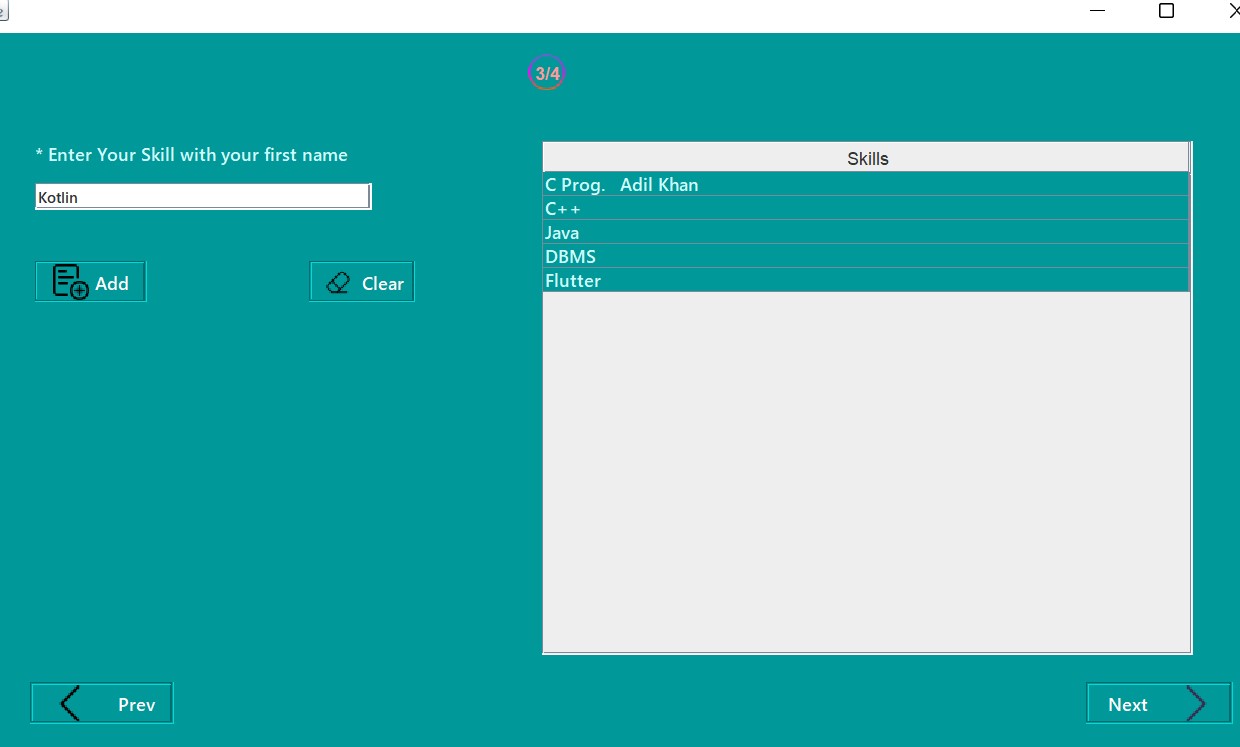 3/4
* Enter Your Skill with your first name
Kotlin
Add
Clear
Skills
C Prog.   Adil Khan
C++
Java
DBMS
Flutter
Prev
Next